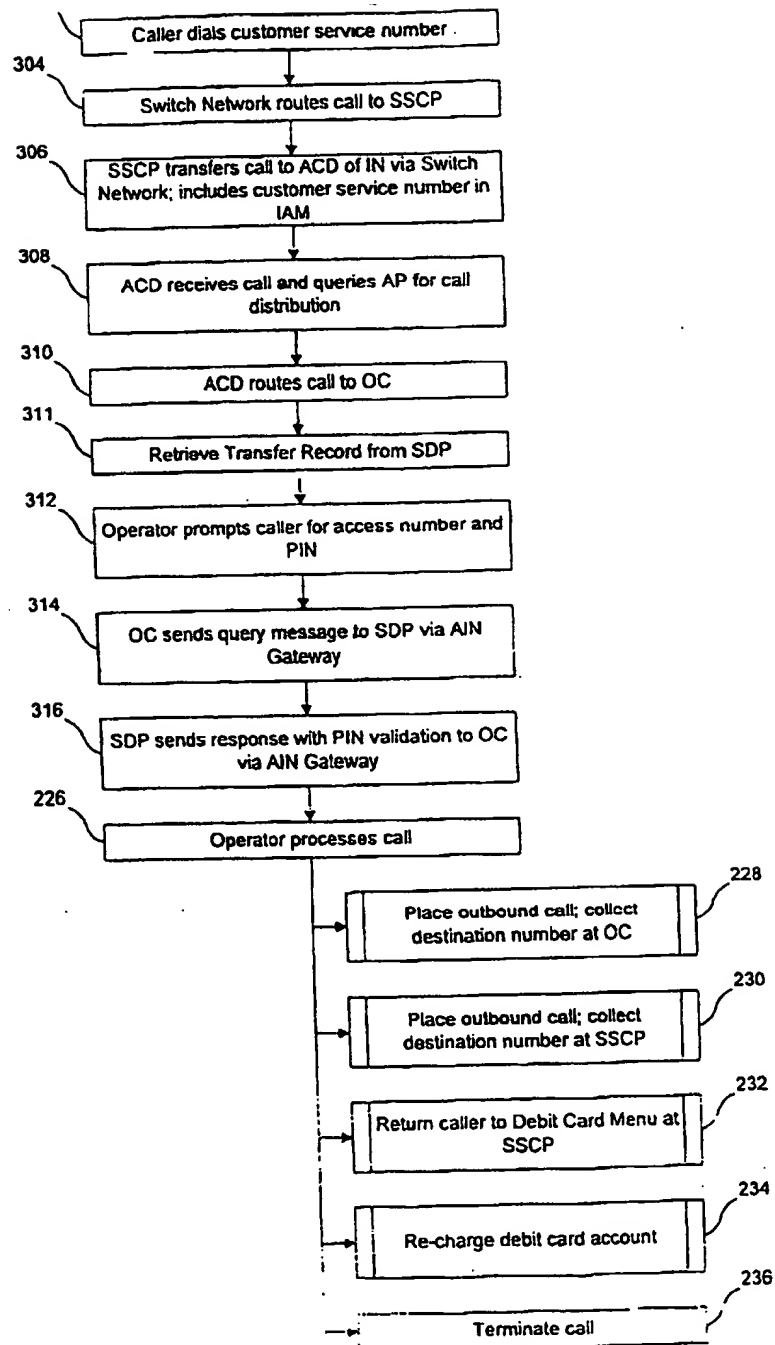 Caller dials customer service number
304
Switch Network routes call to SSCP
306
SSCP transfers call to ACD of IN via Switch
Network; includes customer service number in
IAM
308
ACD receives call and queries AP for call
distribution
310
ACD routes call to OC
311
Retrieve Transfer Record from SDP
312
Operator prompts caller for access number and
PIN
314
OC sends query message to SDP via AIN
Gateway
316
SDP sends response with PIN validation to OC
via AIN Gateway
226
Operator processes call
228
Place outbound call; collect
destination number at OC
230
Place outbound call; collect
destination number at SSCP
232
Return caller to Debit Card Menu at
SSCP
234
Re-charge debit card account
236
Terminate call